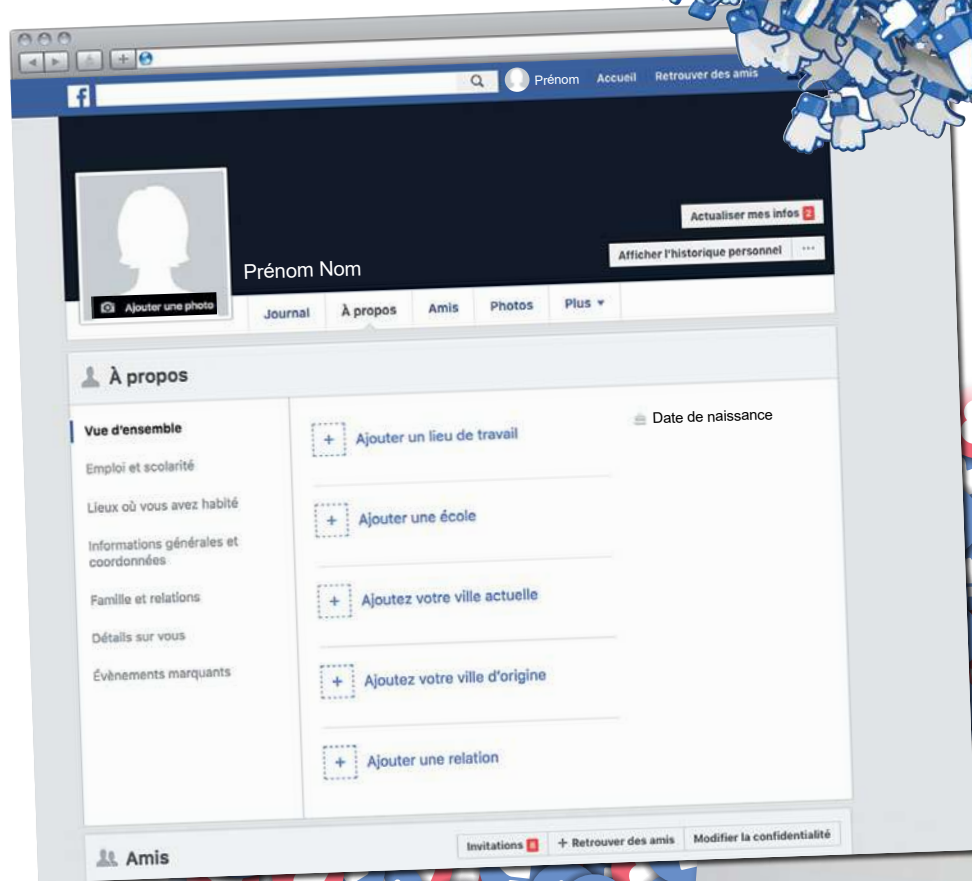 f
Prénom Accueil Retrouver des amis
Actualiser mes infos 2
Afficher l'historique personnel ...
Prénom Nom
Ajouter une photo
Journal À propos Amis Photos Plus
À propos
Vue d'ensemble
Emploi et scolarité
Lieux où vous avez habité
Informations générales et
coordonnées
Famille et relations
Détails sur vous
Évènements marquants
+ Ajouter un lieu de travail
+ Ajouter une école
+ Ajoutez votre ville actuelle
+ Ajoutez votre ville d'origine
+ Ajouter une relation
Date de naissance
Amis
Invitations 8 + Retrouver des amis Modifier la confidentialité